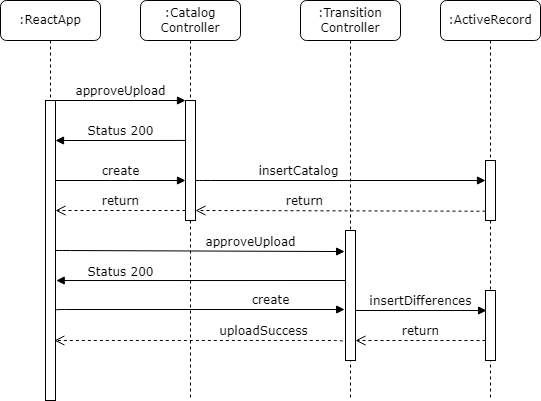 :ReactApp
:Catalog
Controller
:Transition
Controller
:ActiveRecord
approveUpload
Status 200
create
insertCatalog
return
return
approveUpload
Status 200
create
insertDifferences
uploadSuccess
return